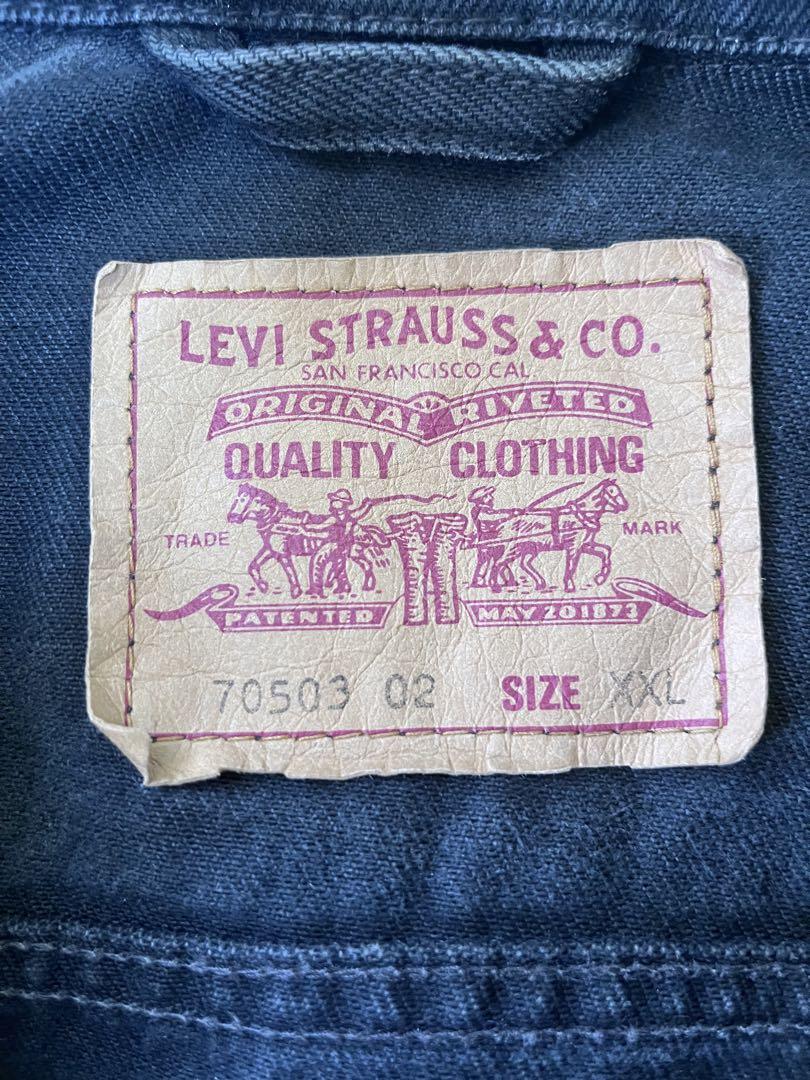 LEVI STRAUSS & CO.
SAN FRANCISCO CAL.
ORIGINAL RIVETED
QUALITY CLOTHING
TRADE MARK
PATENTED MAY 20 1873
70503 02 SIZE XXL